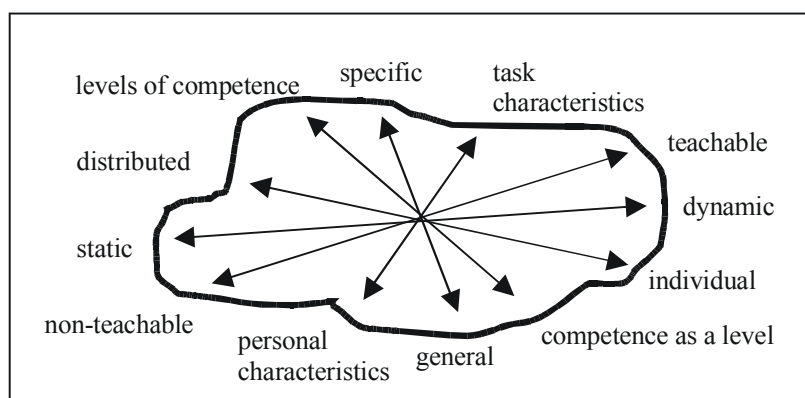 specific
task
characteristics
levels of competence
teachable
distributed
dynamic
static
individual
non-teachable
personal
characteristics
general
competence as a level